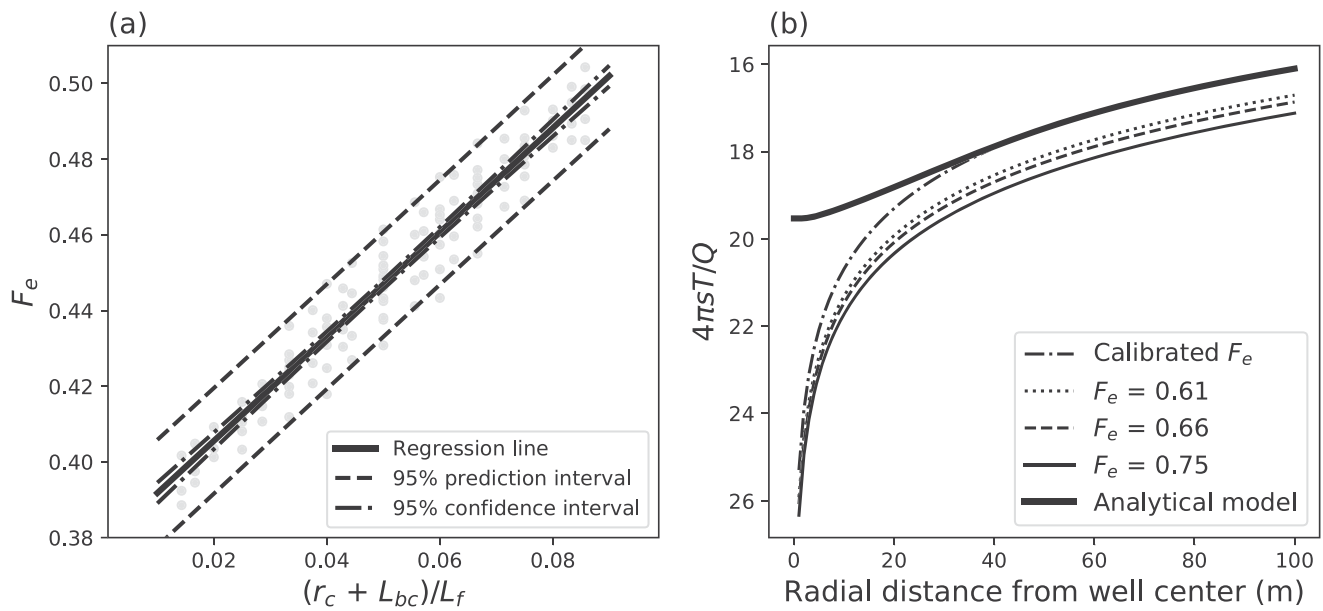 (a)
0.50
0.48
0.46
0.44
0.42
0.40
0.38
F_e
0.02
0.04
0.06
0.08
(r_c + L_bc)/L_f
Regression line
95% prediction interval
95% confidence interval
(b)
16
18
20
22
24
26
4πsT/Q
0
20
40
60
80
100
Radial distance from well center (m)
Calibrated F_e
F_e = 0.61
F_e = 0.66
F_e = 0.75
Analytical model